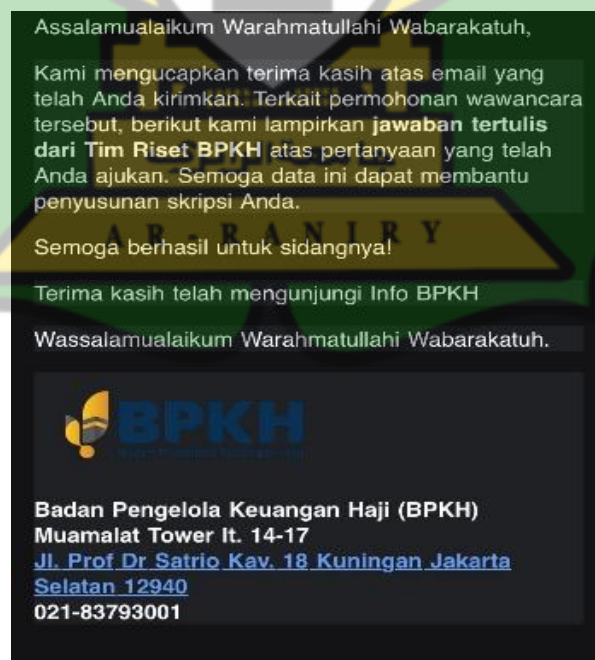 Assalamualaikum Warahmatullahi Wabarakatuh,
Kami mengucapkan terima kasih atas email yang
telah Anda kirimkan. Terkait permohonan wawancara
tersebut, berikut kami lampirkan jawaban tertulis
dari Tim Riset BPKH atas pertanyaan yang telah
Anda ajukan. Semoga data ini dapat membantu
penyusunan skripsi Anda.
AR-RANIRY
Semoga berhasil untuk sidangnya!
Terima kasih telah mengunjungi Info BPKH
Wassalamualaikum Warahmatullahi Wabarakatuh.
BPKH
Badan Pengelola Keuangan Haji (BPKH)
Muamalat Tower lt. 14-17
Jl. Prof Dr Satrio Kav. 18 Kuningan Jakarta
Selatan 12940
021-83793001